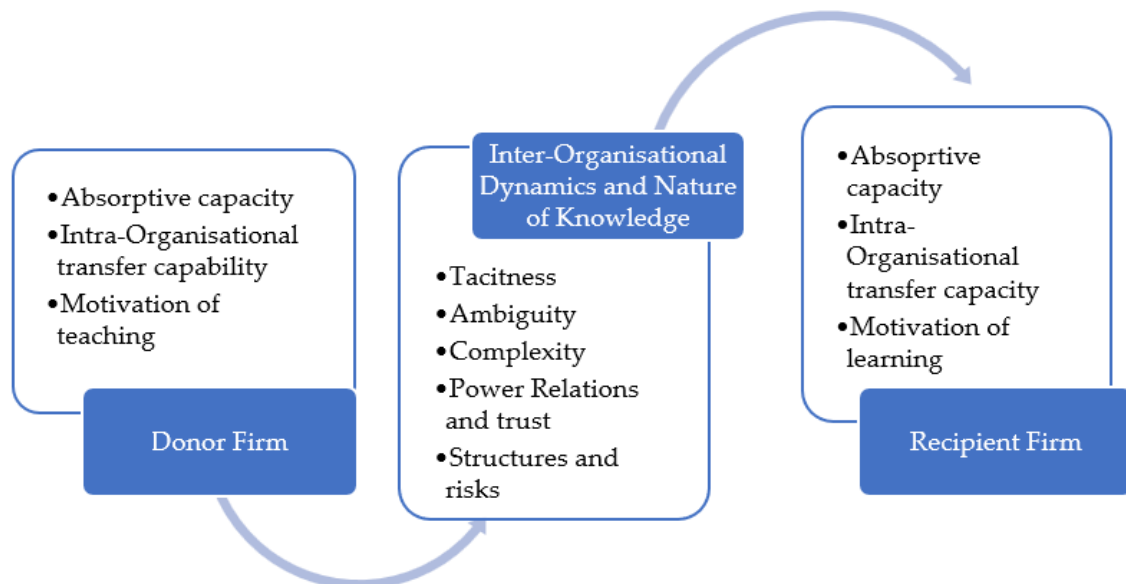 •Absorptive capacity
•Intra-Organisational
transfer capability
•Motivation of
teaching
Donor Firm
Inter-Organisational
Dynamics and Nature
of Knowledge
•Tacitness
•Ambiguity
•Complexity
•Power Relations
and trust
•Structures and
risks
•Absoprtive
capacity
•Intra-
Organisational
transfer capacity
•Motivation of
learning
Recipient Firm